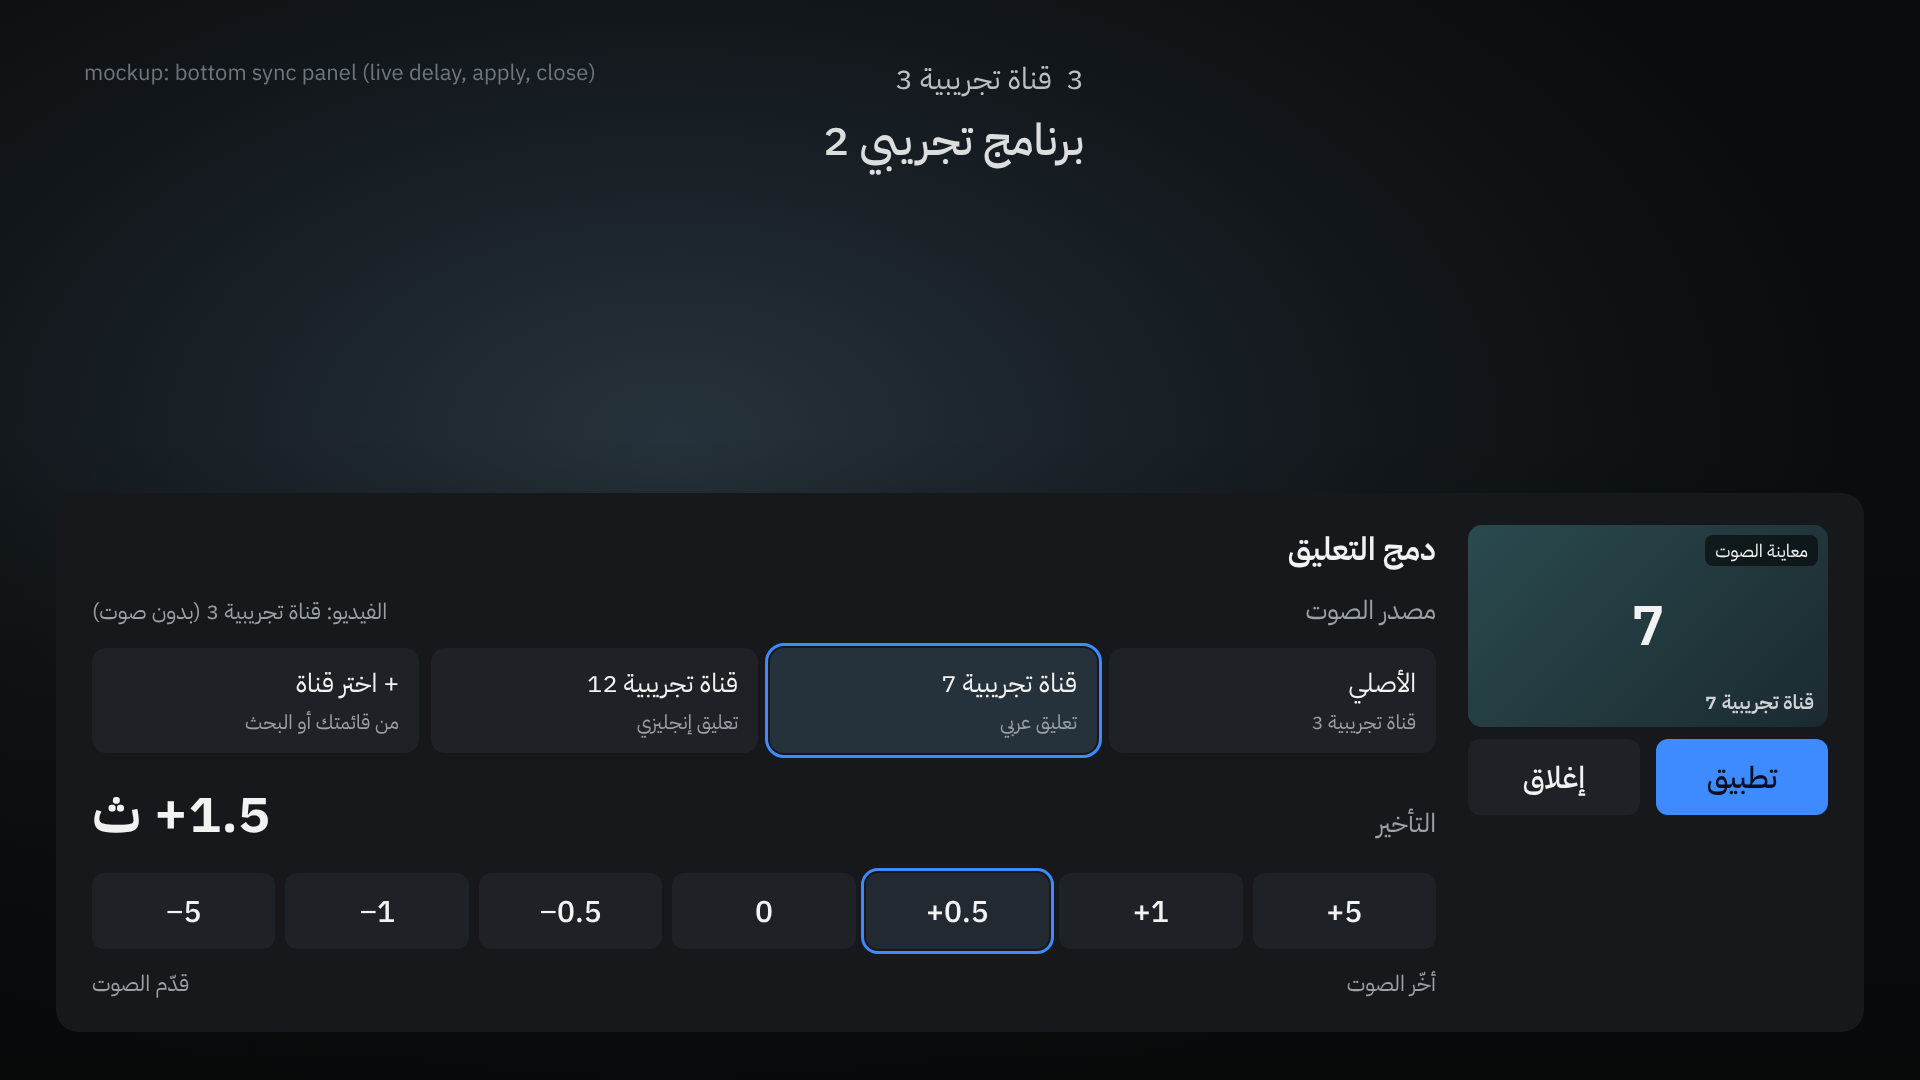 mockup: bottom sync panel (live delay, apply, close)
3 قناة تجريبية 3
برنامج تجريبي 2
معاينة الصوت
7
قناة تجريبية 7
تطبيق
إغلاق
دمج التعليق
مصدر الصوت
الفيديو: قناة تجريبية 3 (بدون صوت)
الأصلي
قناة تجريبية 3
قناة تجريبية 7
تعليق عربي
قناة تجريبية 12
تعليق إنجليزي
+ اختر قناة
من قائمتك أو البحث
التأخير
+1.5 ث
+5
+1
+0.5
0
−0.5
−1
−5
أخّر الصوت
قدّم الصوت